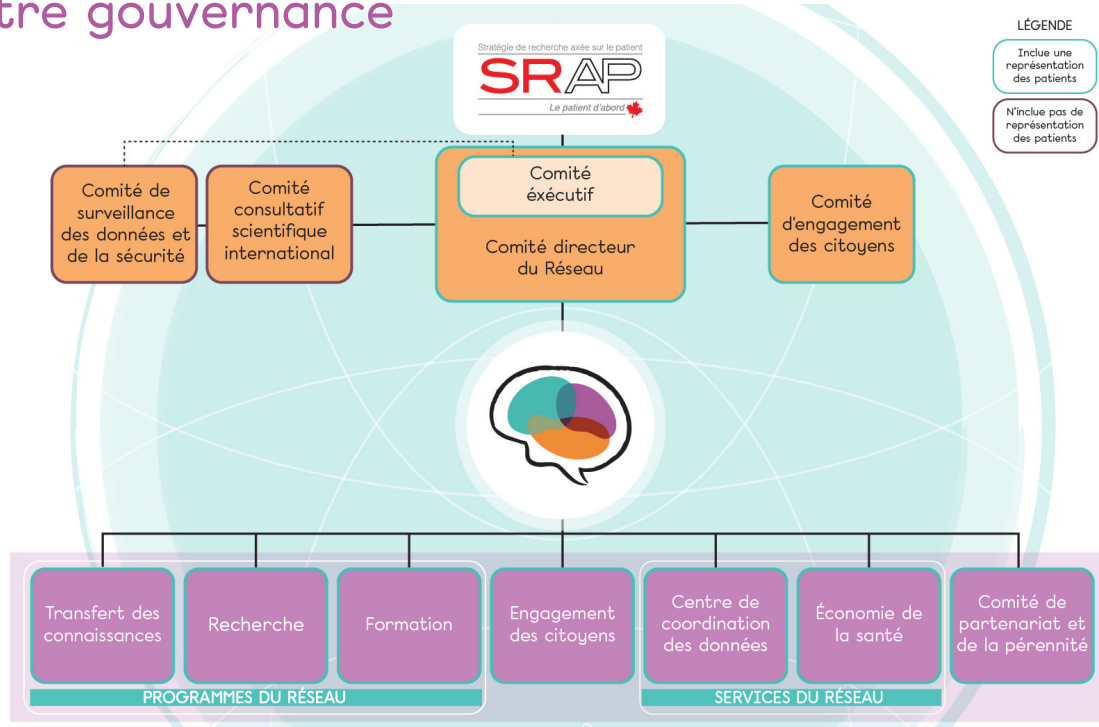 tre gouvernance
LÉGENDE
Inclue une
représentation
des patients
N'inclue pas de
représentation
des patients
Stratégie de recherche axée sur le patient
SRAP
Le patient d'abord
Comité de
surveillance
des données et
de la sécurité
Comité
consultatif
scientifique
international
Comité
éxécutif
Comité directeur
du Réseau
Comité
d'engagement
des citoyens
Transfert des
connaissances
Recherche
Formation
Engagement
des citoyens
Centre de
coordination
des données
Économie de
la santé
Comité de
partenariat et
de la pérennité
PROGRAMMES DU RÉSEAU
SERVICES DU RÉSEAU